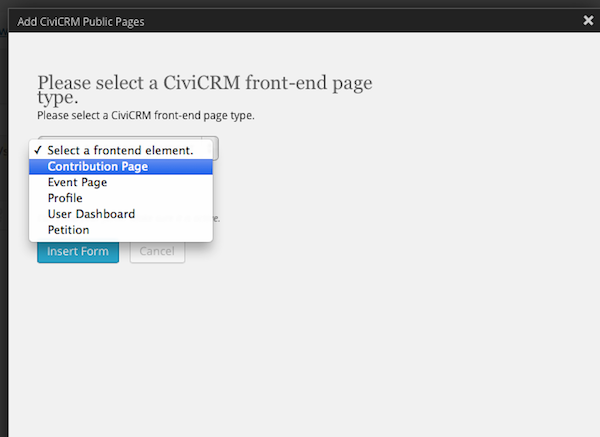 Add CiviCRM Public Pages
Please select a CiviCRM front-end page
type.
Please select a CiviCRM front-end page type.
✓ Select a frontend element.
Contribution Page
Event Page
Profile
User Dashboard
Petition
Insert Form
Cancel